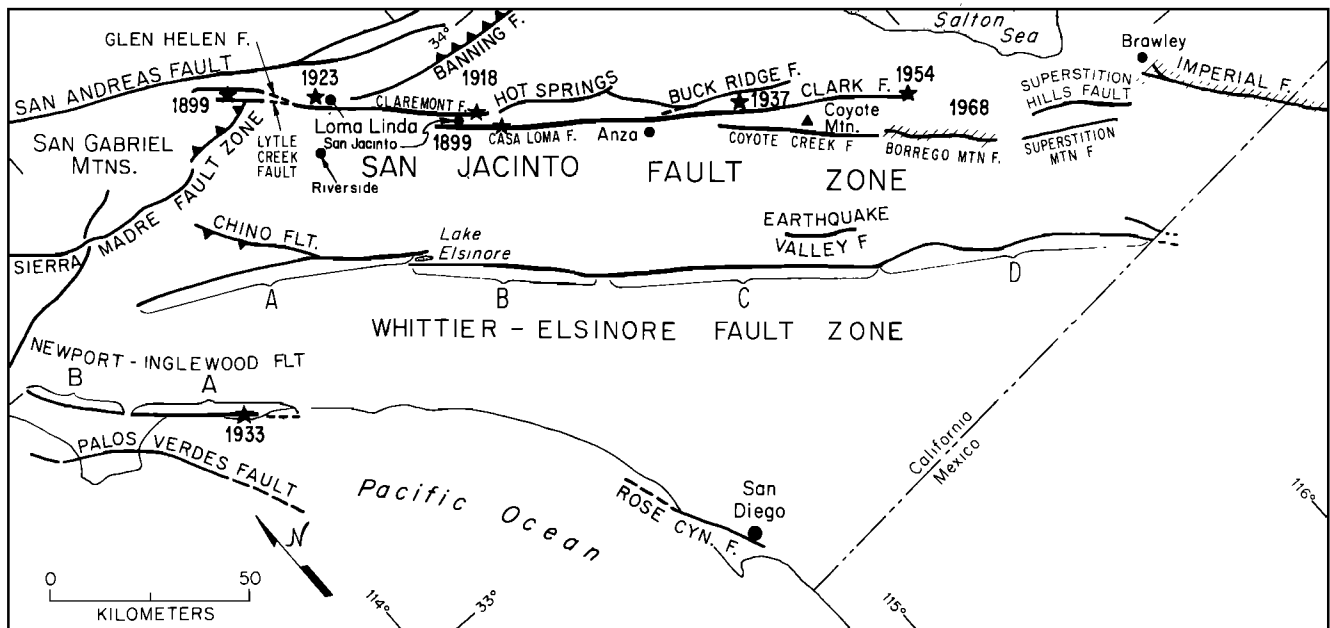 Salton
Sea
Brawley
IMPERIAL F.
GLEN HELEN F.
34°
BANNING F.
SAN ANDREAS FAULT
1923
1918
HOT SPRINGS
BUCK RIDGE F.
CLARK F.
1954
SUPERSTITION
HILLS FAULT
1899
CLAREMONT F.
1937
1968
Loma Linda
San Jacinto
1899
CASA LOMA F.
Anza
Coyote
Mtn.
COYOTE CREEK F
BORREGO MTN F.
SUPERSTITION
MTN F
SAN GABRIEL
MTNS.
LYTLE
CREEK
FAULT
Riverside
SAN JACINTO FAULT ZONE
SIERRA MADRE FAULT ZONE
CHINO FLT.
Lake
Elsinore
EARTHQUAKE
VALLEY F
A
B
C
D
WHITTIER - ELSINORE FAULT ZONE
NEWPORT - INGLEWOOD FLT
B
A
1933
PALOS VERDES FAULT
Pacific Ocean
ROSE CYN. F.
San
Diego
California
Mexico
116°
N
0 50
KILOMETERS
114°
33°
115°